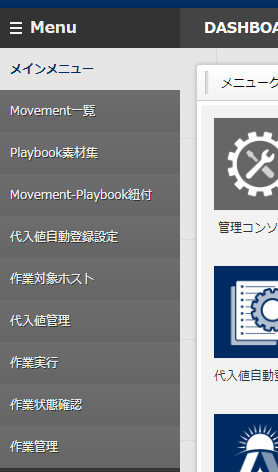 ☰ Menu
DASHBOA
メインメニュー
メニューグ
Movement一覧
Playbook素材集
Movement-Playbook紐付
代入値自動登録設定
作業対象ホスト
代入値管理
作業実行
作業状態確認
作業管理
管理コンソ
代入値自動登